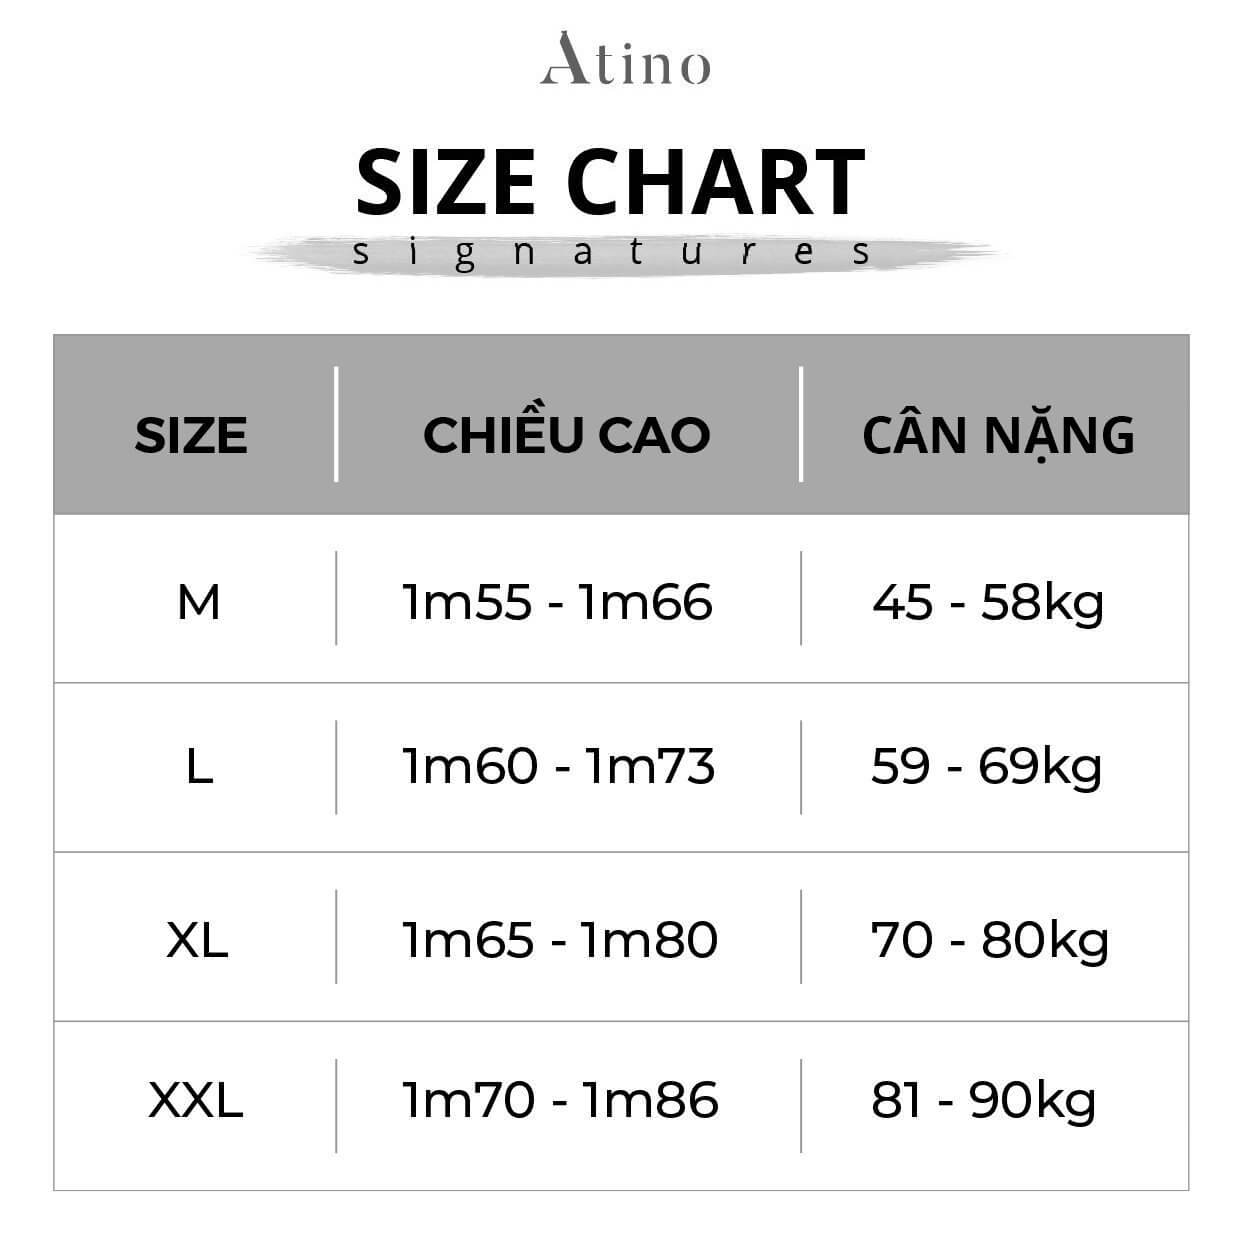 Atino
SIZE CHART
signatures
SIZE CHIỀU CAO CÂN NẶNG
M 1m55 - 1m66 45 - 58kg
L 1m60 - 1m73 59 - 69kg
XL 1m65 - 1m80 70 - 80kg
XXL 1m70 - 1m86 81 - 90kg